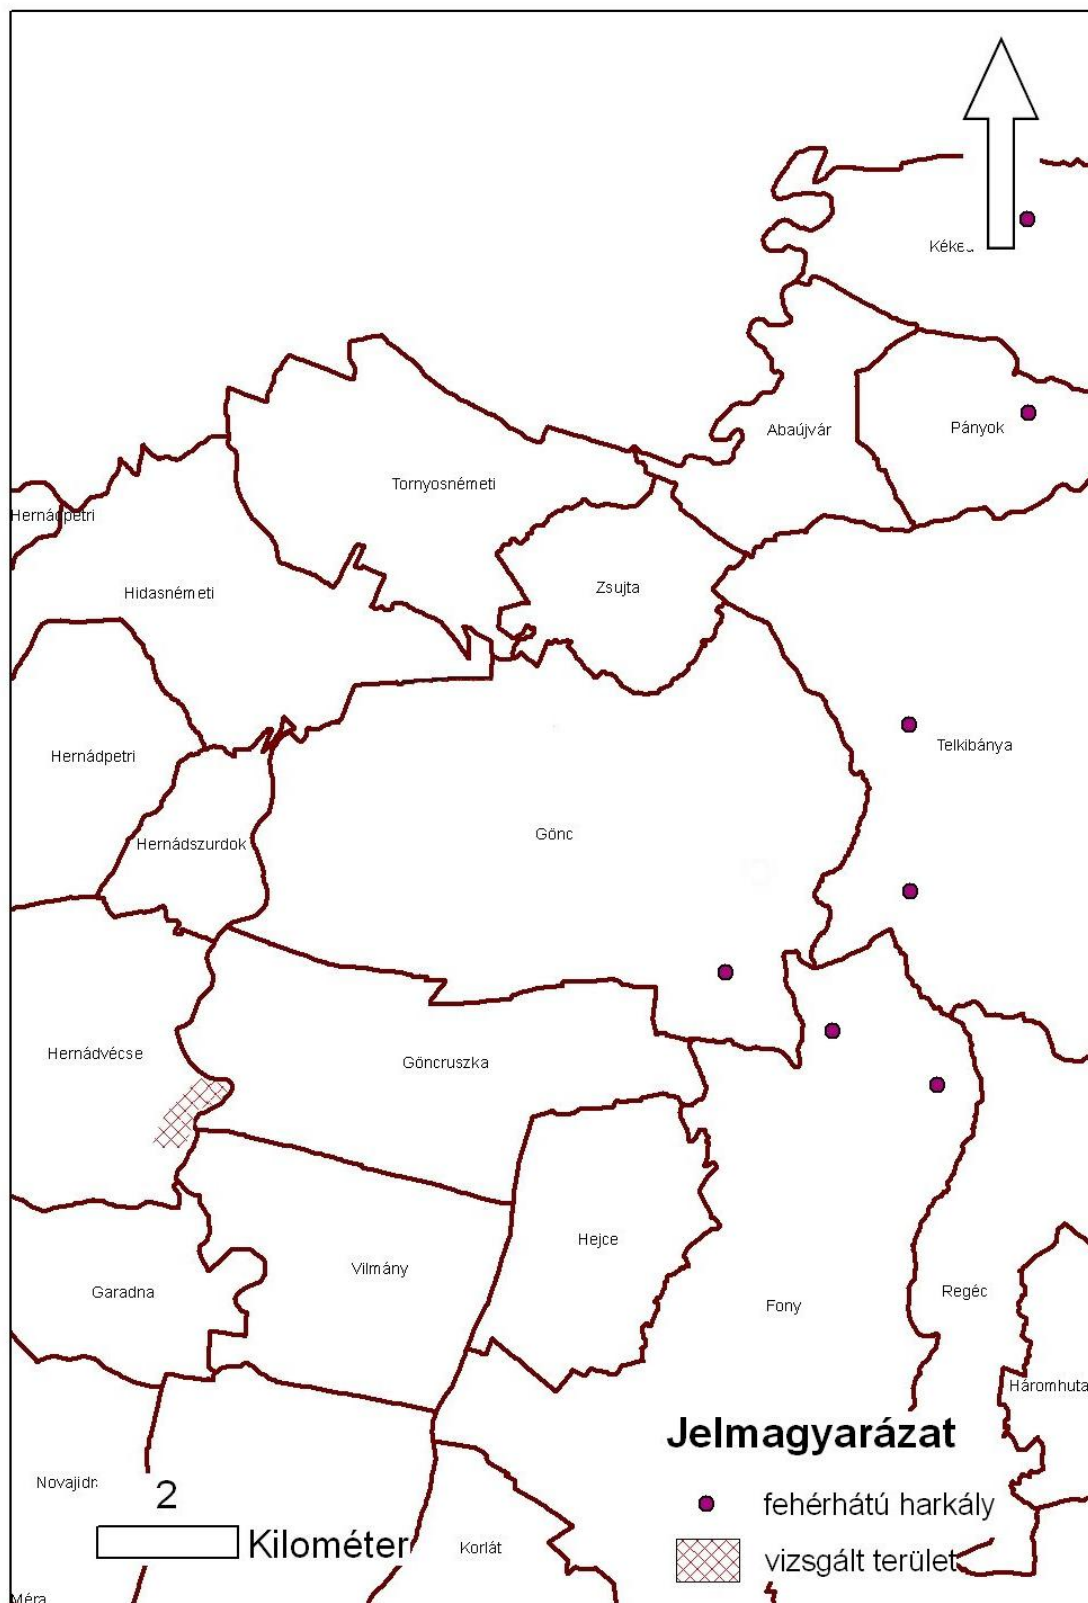 Kéke
Abaújvár
Pányok
Tornyosnémeti
Hernádpetri
Zsujta
Hidasnémeti
Telkibánya
Hernádpetri
Gönc
Hernádszurdok
Hernádvécse
Göncruszka
Hejce
Vilmány
Garadna
Fony
Regéc
Háromhuta
Jelmagyarázat
Novajidr
2
fehérhátú harkály
Kilométer
Korlát
vizsgált terület
Méra